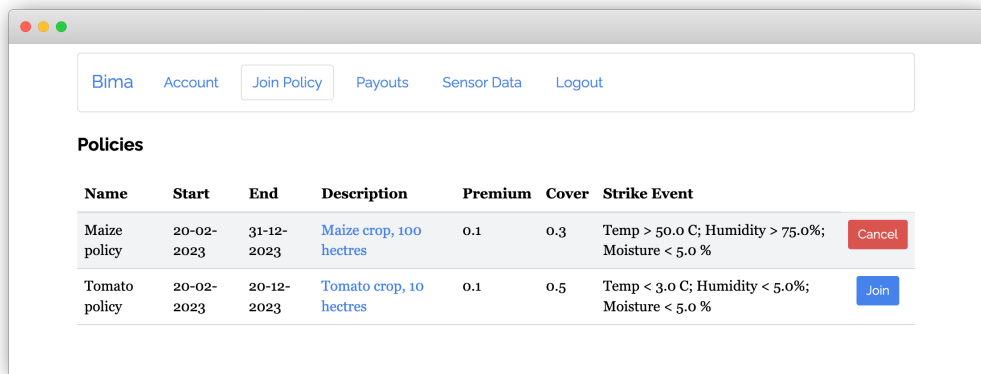 Bima Account Join Policy Payouts Sensor Data Logout
Policies
Name Start End Description Premium Cover Strike Event
Maize 20-02- 31-12- Maize crop, 100 0.1 0.3 Temp > 50.0 C; Humidity > 75.0%; Cancel
policy 2023 2023 hectres Moisture < 5.0 %
Tomato 20-02- 20-12- Tomato crop, 10 0.1 0.5 Temp < 3.0 C; Humidity < 5.0%; Join
policy 2023 2023 hectres Moisture < 5.0 %